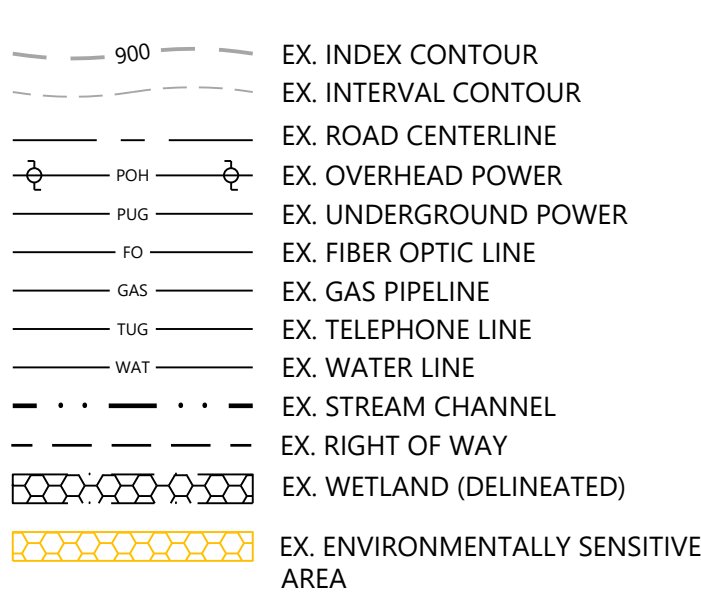 900 EX. INDEX CONTOUR
EX. INTERVAL CONTOUR
EX. ROAD CENTERLINE
POH EX. OVERHEAD POWER
PUG EX. UNDERGROUND POWER
FO EX. FIBER OPTIC LINE
GAS EX. GAS PIPELINE
TUG EX. TELEPHONE LINE
WAT EX. WATER LINE
EX. STREAM CHANNEL
EX. RIGHT OF WAY
EX. WETLAND (DELINEATED)
EX. ENVIRONMENTALLY SENSITIVE
AREA